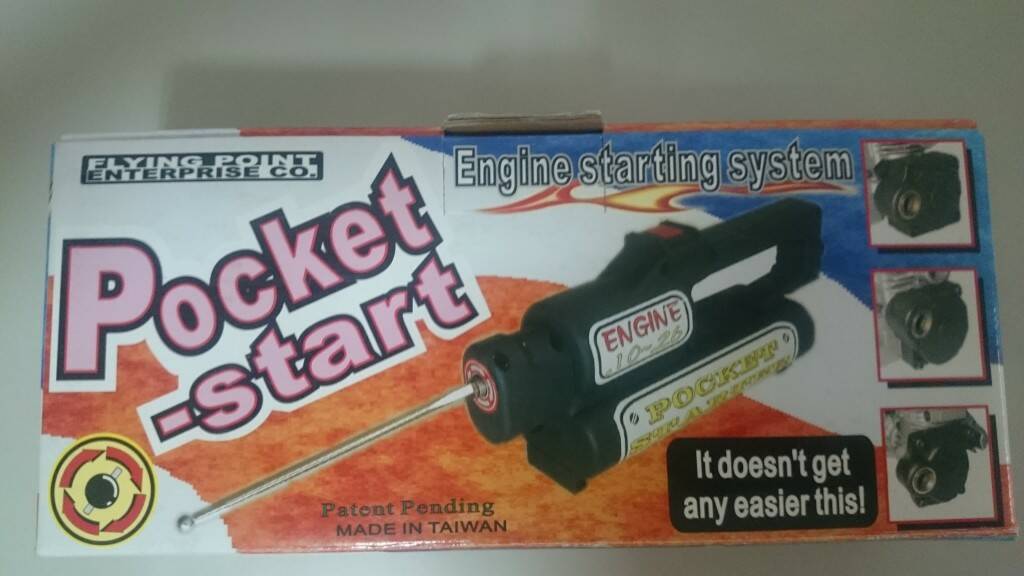 FLYING POINT
ENTERPRISE CO.
Engine starting system
Pocket
-start
ENGINE
10-26
POCKET
STARTER
It doesn't get
any easier this!
Patent Pending
MADE IN TAIWAN